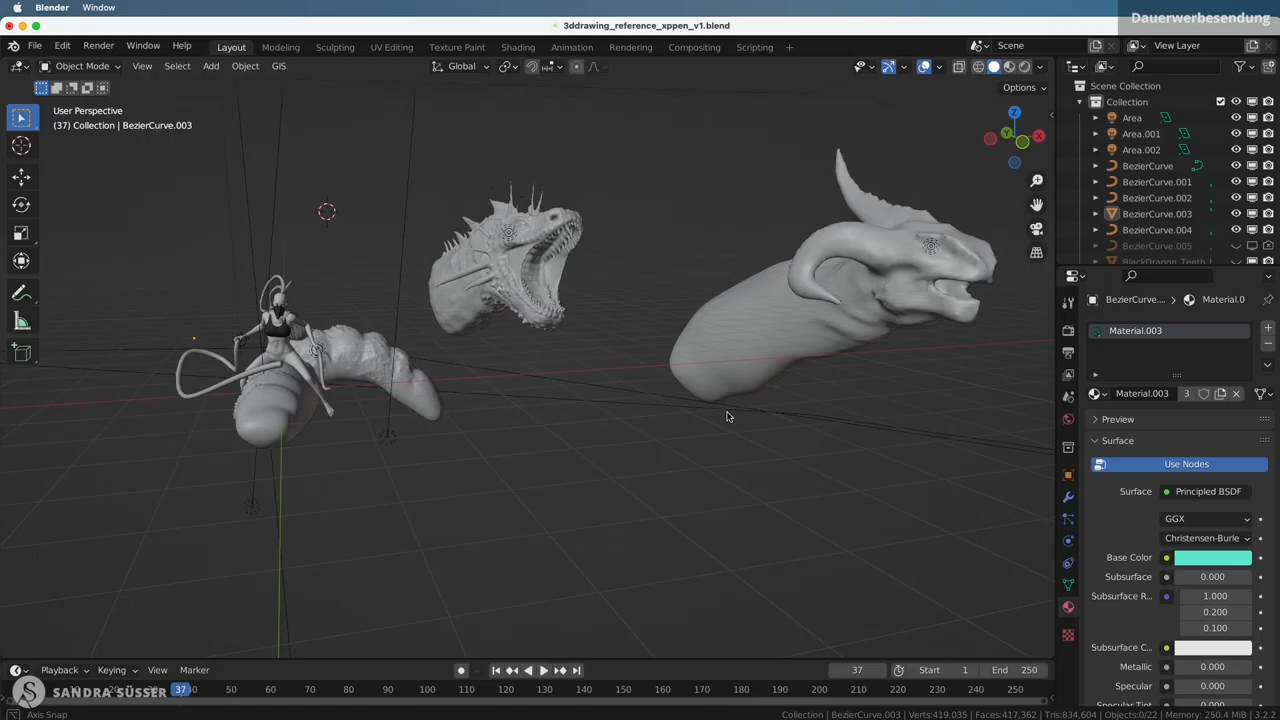 Blender Window
Dauerwerbesendung
3ddrawing_reference_xppen_v1.blend
File Edit Render Window Help
Layout Modeling Sculpting UV Editing Texture Paint Shading Animation Rendering Compositing Scripting +
Scene
View Layer
Object Mode View Select Add Object GIS
Global
Options
User Perspective
(37) Collection | BezierCurve.003
Z
Y
X
Scene Collection
Collection
Area
Area.001
Area.002
BezierCurve
BezierCurve.001
BezierCurve.002
BezierCurve.003
BezierCurve.004
BezierCurve.005
BlackDragon_Teeth_l
BezierCurve.... > Material.0
Material.003
Material.003 3
Preview
Surface
Use Nodes
Surface Principled BSDF
GGX
Christensen-Burle
Base Color
Subsurface 0.000
Subsurface R... 1.000
0.200
0.100
Subsurface C...
Metallic 0.000
Specular 0.000
Playback Keying View Marker
37 Start 1 End 250
37 50 60 70 80 90 100 110 120 130 140 150 160 170 180 190 200 210 220 230 240 250
SANDRA SÜSSER
Axis Snap
Collection | BezierCurve.003 | Verts:419,035 | Faces:417,362 | Tris:834,604 | Objects:0/22 | Memory: 250.4 MiB | 3.2.2